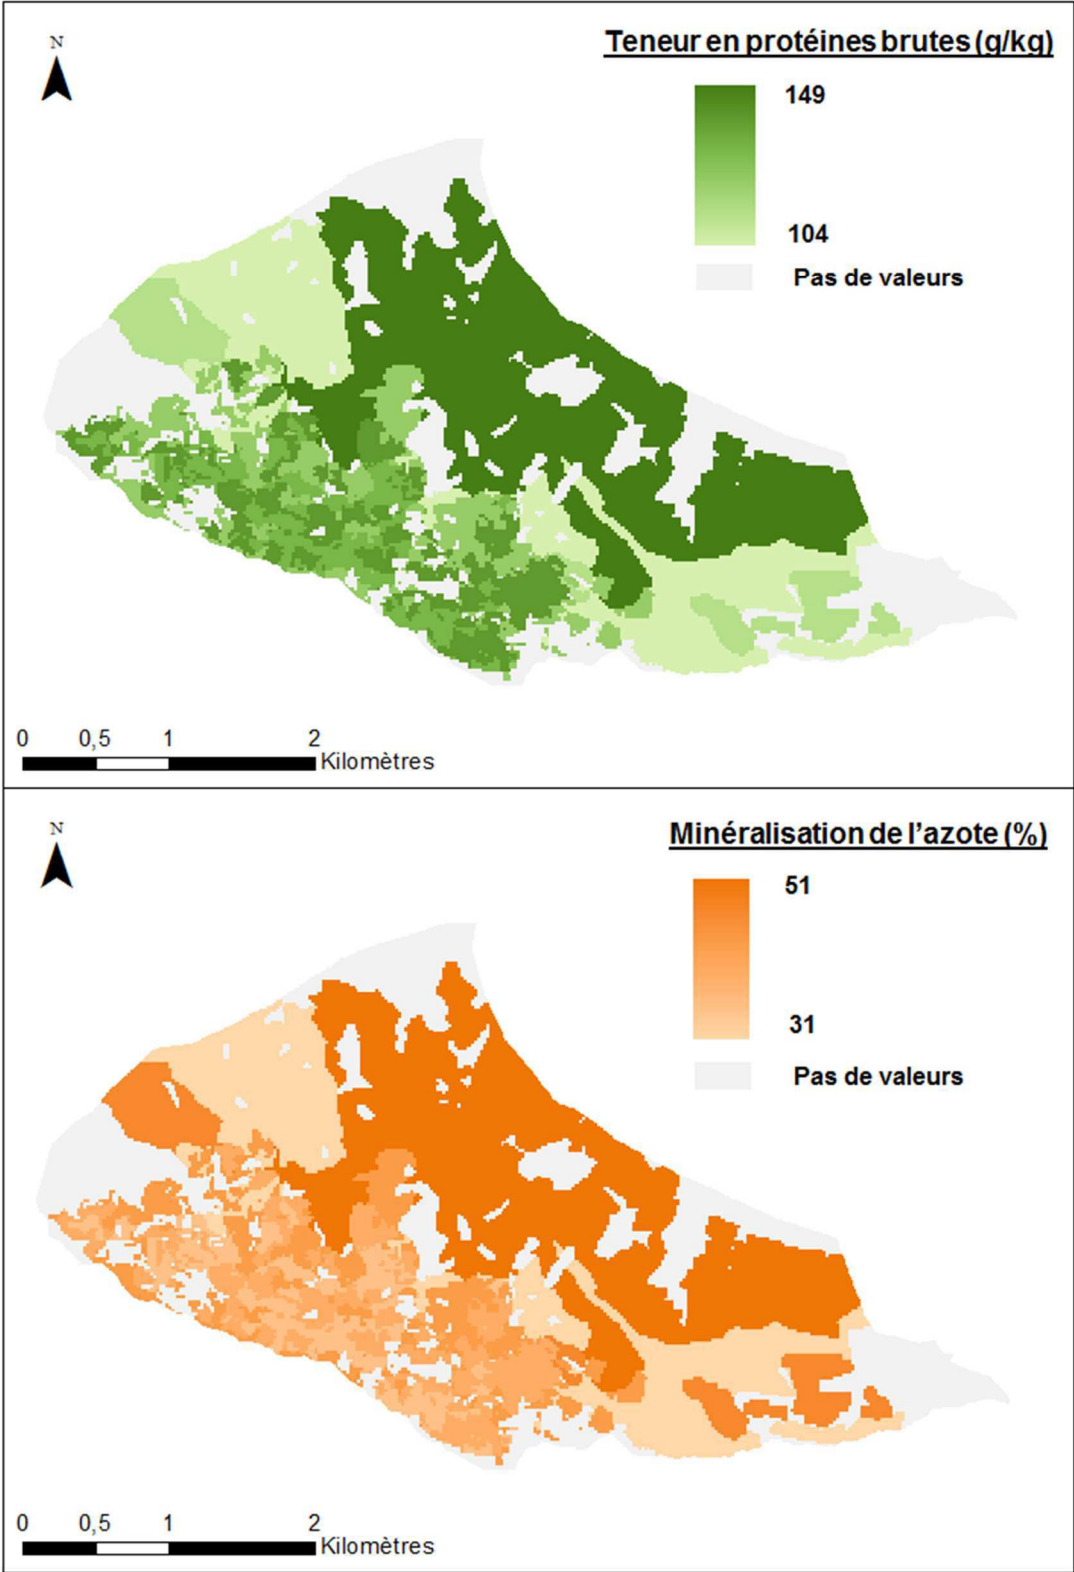 N
Teneur en protéines brutes (g/kg)
149
104
Pas de valeurs
0 0,5 1 2
Kilomètres
N
Minéralisation de l'azote (%)
51
31
Pas de valeurs
0 0,5 1 2
Kilomètres